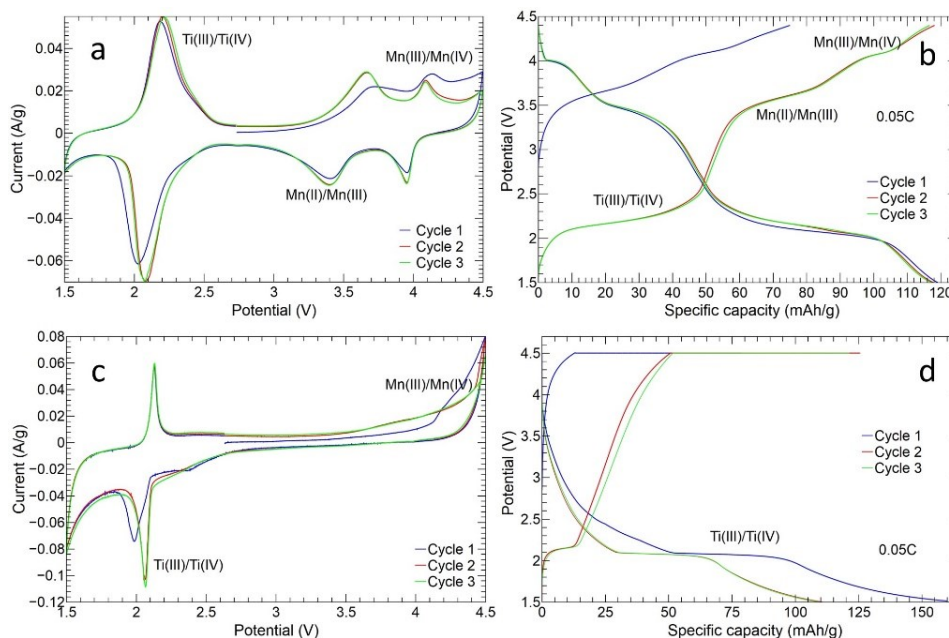 a
Ti(III)/Ti(IV)
Mn(III)/Mn(IV)
Mn(II)/Mn(III)
Cycle 1
Cycle 2
Cycle 3
Current (A/g)
0.04
0.02
0
−0.02
−0.04
−0.06
1.5 2 2.5 3 3.5 4 4.5
Potential (V)
b
Mn(III)/Mn(IV)
Mn(II)/Mn(III)
0.05C
Ti(III)/Ti(IV)
Cycle 1
Cycle 2
Cycle 3
Potential (V)
4.5
4
3.5
3
2.5
2
1.5
0 10 20 30 40 50 60 70 80 90 100 110 120
Specific capacity (mAh/g)
c
Mn(III)/Mn(IV)
Ti(III)/Ti(IV)
Cycle 1
Cycle 2
Cycle 3
Current (A/g)
0.08
0.06
0.04
0.02
0
−0.02
−0.04
−0.06
−0.08
−0.1
−0.12
1.5 2 2.5 3 3.5 4 4.5
Potential (V)
d
Cycle 1
Cycle 2
Cycle 3
Ti(III)/Ti(IV)
0.05C
Potential (V)
5
4.5
4
3.5
3
2.5
2
1.5
0 25 50 75 100 125 150
Specific capacity (mAh/g)